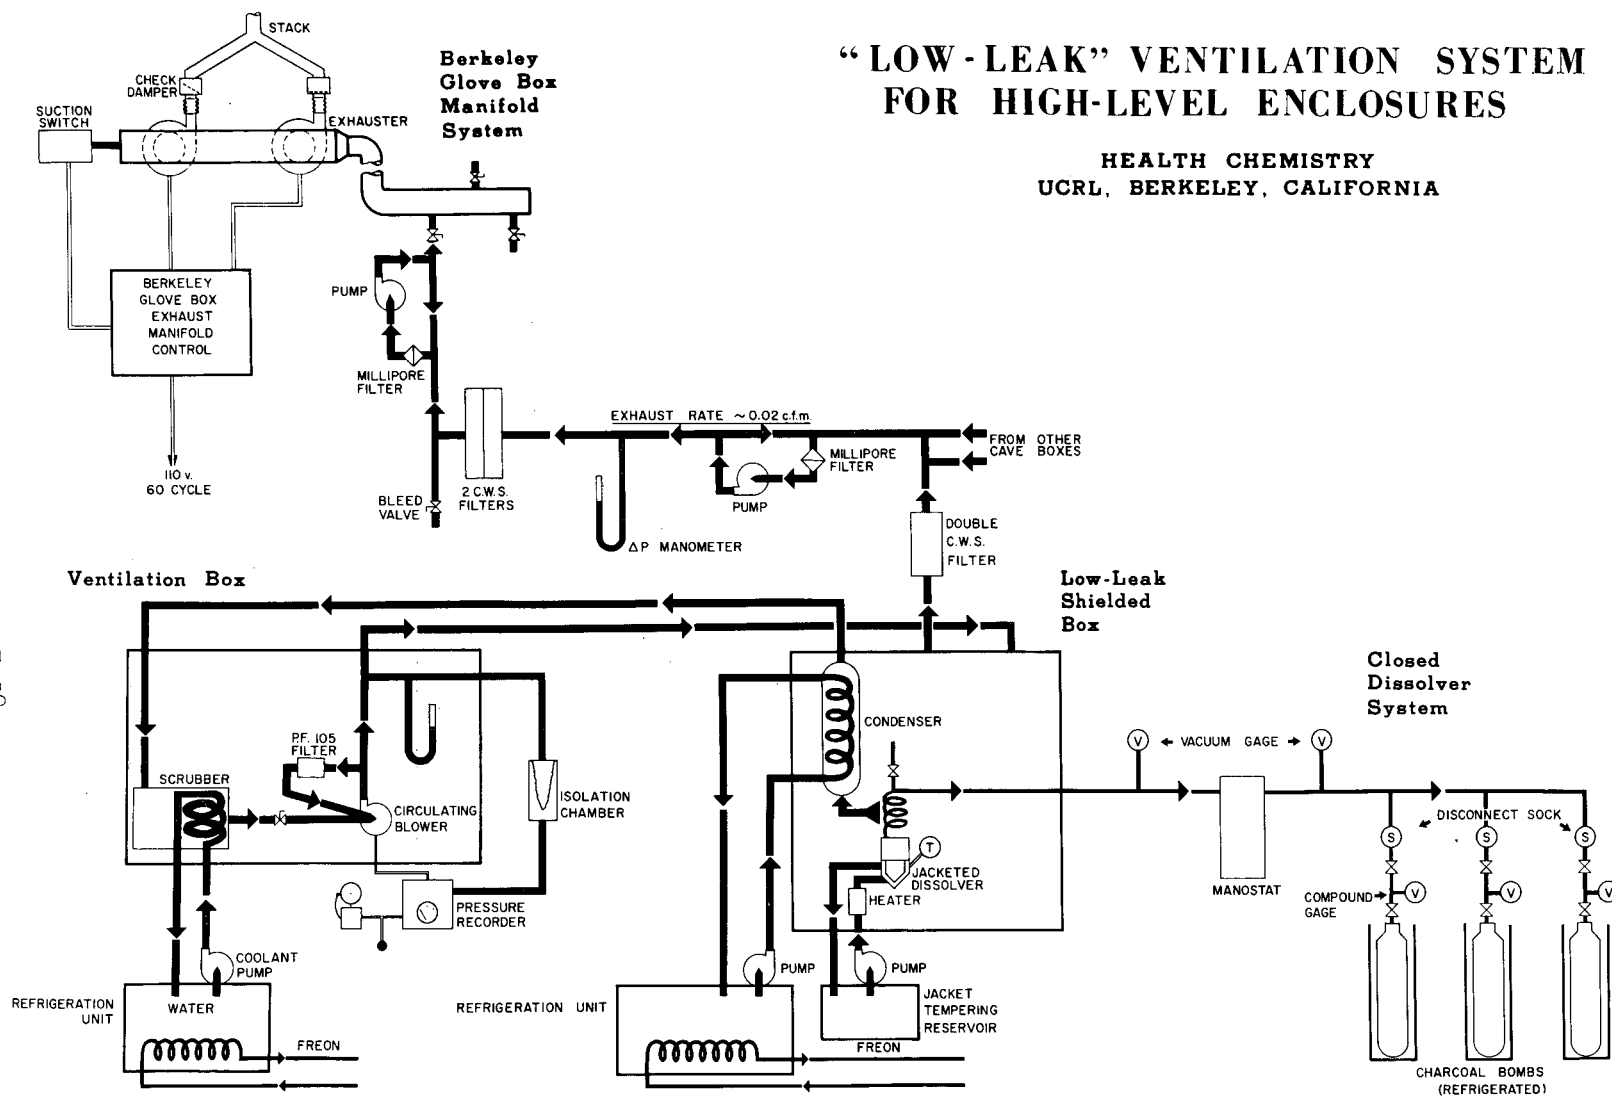 “LOW-LEAK” VENTILATION SYSTEM
FOR HIGH-LEVEL ENCLOSURES
HEALTH CHEMISTRY
UCRL, BERKELEY, CALIFORNIA
STACK
Berkeley
Glove Box
Manifold
System
CHECK
DAMPER
SUCTION
SWITCH
EXHAUSTER
BERKELEY
GLOVE BOX
EXHAUST
MANIFOLD
CONTROL
PUMP
MILLIPORE
FILTER
110 v.
60 CYCLE
BLEED
VALVE
2 C.W.S.
FILTERS
EXHAUST RATE ~0.02 c.f.m.
ΔP MANOMETER
PUMP
MILLIPORE
FILTER
FROM OTHER
CAVE BOXES
DOUBLE
C.W.S.
FILTER
Ventilation Box
Low-Leak
Shielded
Box
Closed
Dissolver
System
P.F. 105
FILTER
SCRUBBER
CIRCULATING
BLOWER
ISOLATION
CHAMBER
PRESSURE
RECORDER
COOLANT
PUMP
REFRIGERATION
UNIT
WATER
FREON
CONDENSER
T
JACKETED
DISSOLVER
HEATER
PUMP
PUMP
REFRIGERATION UNIT
JACKET
TEMPERING
RESERVOIR
FREON
V
VACUUM GAGE
V
MANOSTAT
DISCONNECT SOCK
S
S
S
COMPOUND
GAGE
V
V
V
CHARCOAL BOMBS
(REFRIGERATED)